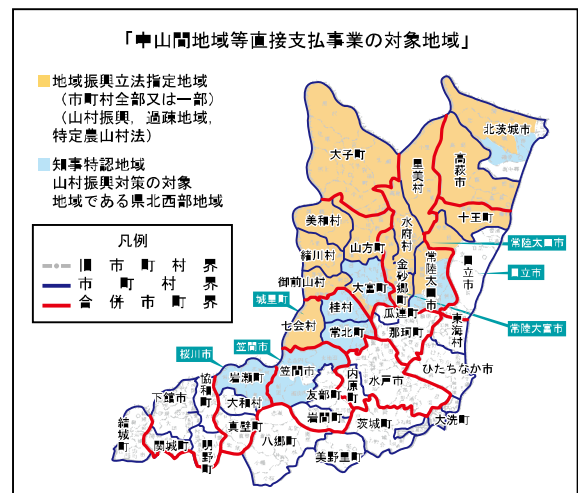 「中山間地域等直接支払事業の対象地域」
地域振興立法指定地域
（市町村全部又は一部）
（山村振興，過疎地域，
特定農山村法）
知事特認地域
山村振興対策の対象
地域である県北西部地域
凡例
旧市町村界
市町村界
合併市町界
北茨城市
大子町
里美村
高萩市
十王町
美和村
水府村
山方町
緒川村
金砂郷町
常陸太田市
常陸太田市
日立市
日立市
御前山村
大宮町
城里町
桂村
瓜連町
那珂町
東海村
常陸大宮市
七会村
常北町
笠間市
桜川市
岩瀬町
笠間市
内原町
水戸市
ひたちなか市
協和町
下館市
大和村
友部町
岩間町
茨城町
大洗町
結城町
関城町
明野町
真壁町
八郷町
美野里町